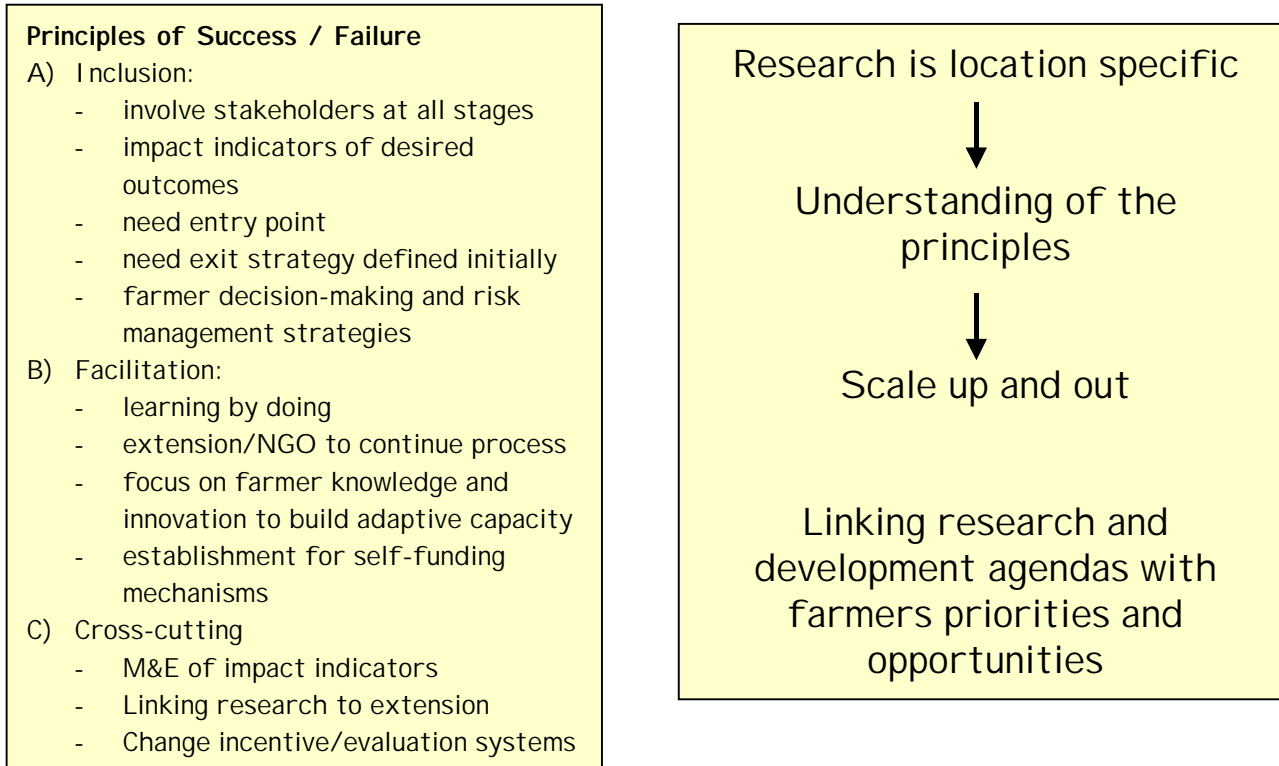 Principles of Success / Failure
A) Inclusion:
- involve stakeholders at all stages
- impact indicators of desired
outcomes
- need entry point
- need exit strategy defined initially
- farmer decision-making and risk
management strategies
B) Facilitation:
- learning by doing
- extension/NGO to continue process
- focus on farmer knowledge and
innovation to build adaptive capacity
- establishment for self-funding
mechanisms
C) Cross-cutting
- M&E of impact indicators
- Linking research to extension
- Change incentive/evaluation systems
Research is location specific
Understanding of the
principles
Scale up and out
Linking research and
development agendas with
farmers priorities and
opportunities